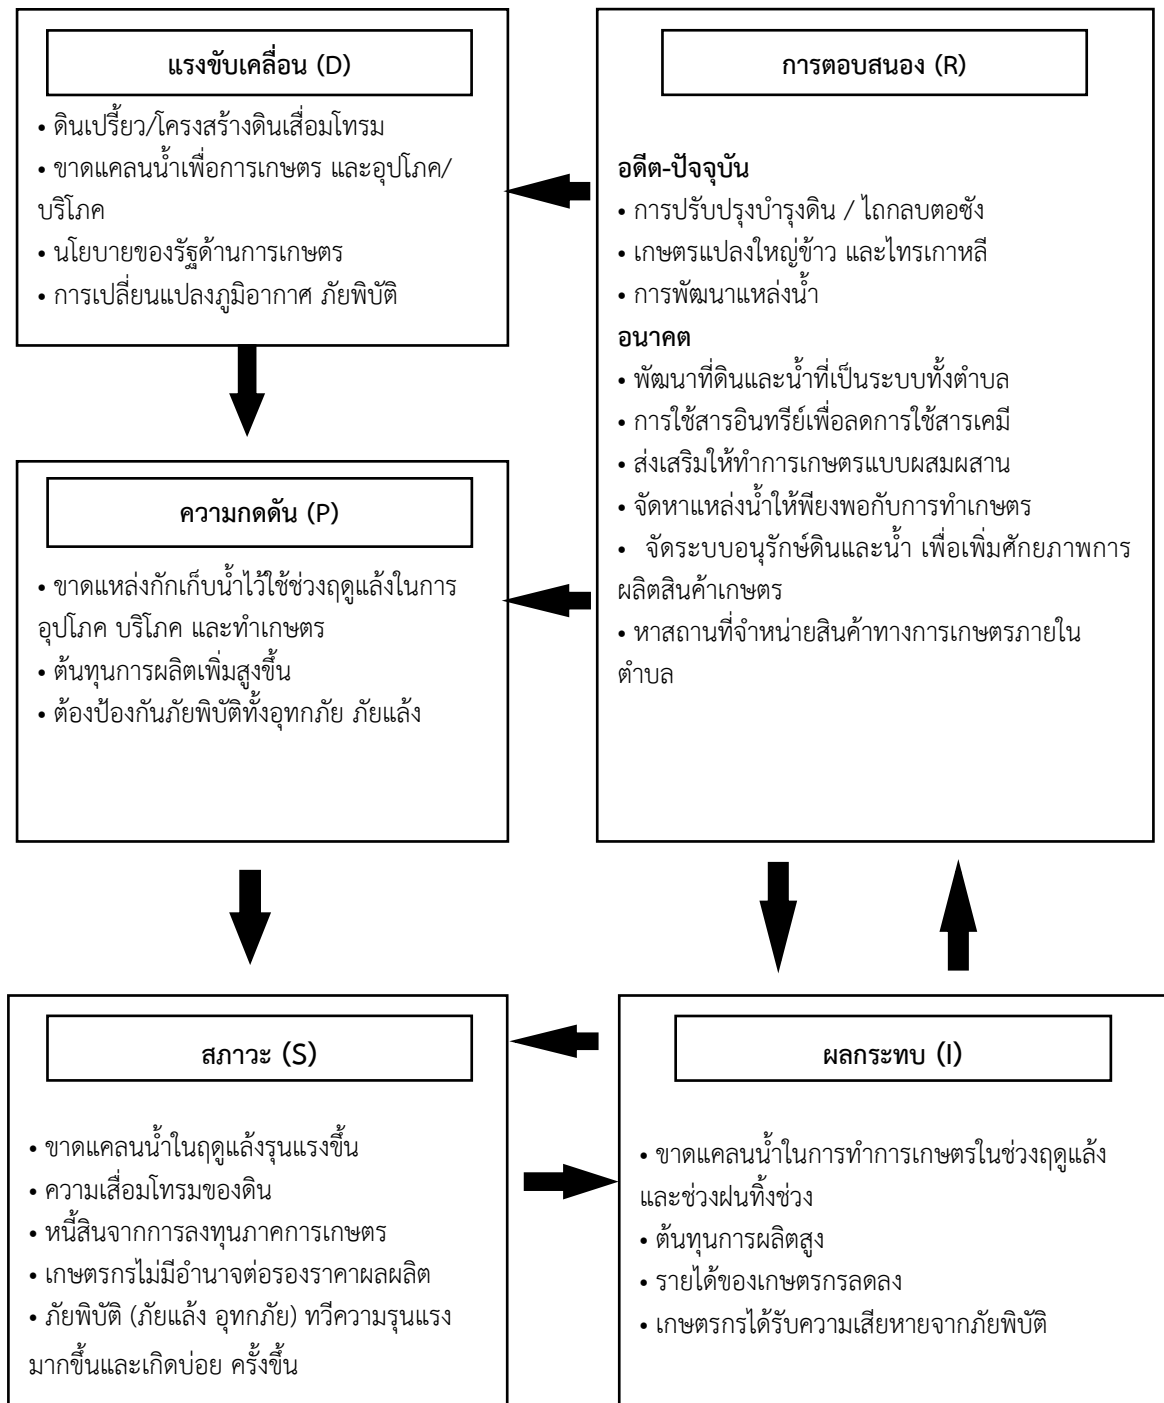 แรงขับเคลื่อน (D)
• ดินเปรี้ยว/โครงสร้างดินเสื่อมโทรม
• ขาดแคลนน้ำเพื่อการเกษตร และอุปโภค/
บริโภค
• นโยบายของรัฐด้านการเกษตร
• การเปลี่ยนแปลงภูมิอากาศ ภัยพิบัติ
การตอบสนอง (R)
อดีต-ปัจจุบัน
• การปรับปรุงบำรุงดิน / ไถกลบตอซัง
• เกษตรแปลงใหญ่ข้าว และไทรเกาหลี
• การพัฒนาแหล่งน้ำ
อนาคต
• พัฒนาที่ดินและน้ำที่เป็นระบบทั้งตำบล
• การใช้สารอินทรีย์เพื่อลดการใช้สารเคมี
• ส่งเสริมให้ทำการเกษตรแบบผสมผสาน
• จัดหาแหล่งน้ำให้พียงพอกับการทำเกษตร
• จัดระบบอนุรักษ์ดินและน้ำ เพื่อเพิ่มศักยภาพการ
ผลิตสินค้าเกษตร
• หาสถานที่จำหน่ายสินค้าทางการเกษตรภายใน
ตำบล
ความกดดัน (P)
• ขาดแหล่งกักเก็บน้ำไว้ใช้ช่วงฤดูแล้งในการ
อุปโภค บริโภค และทำเกษตร
• ต้นทุนการผลิตเพิ่มสูงขึ้น
• ต้องป้องกันภัยพิบัติทั้งอุทกภัย ภัยแล้ง
สภาวะ (S)
• ขาดแคลนน้ำในฤดูแล้งรุนแรงขึ้น
• ความเสื่อมโทรมของดิน
• หนี้สินจากการลงทุนภาคการเกษตร
• เกษตรกรไม่มีอำนาจต่อรองราคาผลผลิต
• ภัยพิบัติ (ภัยแล้ง อุทกภัย) ทวีความรุนแรง
มากขึ้นและเกิดบ่อย ครั้งขึ้น
ผลกระทบ (I)
• ขาดแคลนน้ำในการทำการเกษตรในช่วงฤดูแล้ง
และช่วงฝนทิ้งช่วง
• ต้นทุนการผลิตสูง
• รายได้ของเกษตรกรลดลง
• เกษตรกรได้รับความเสียหายจากภัยพิบัติ